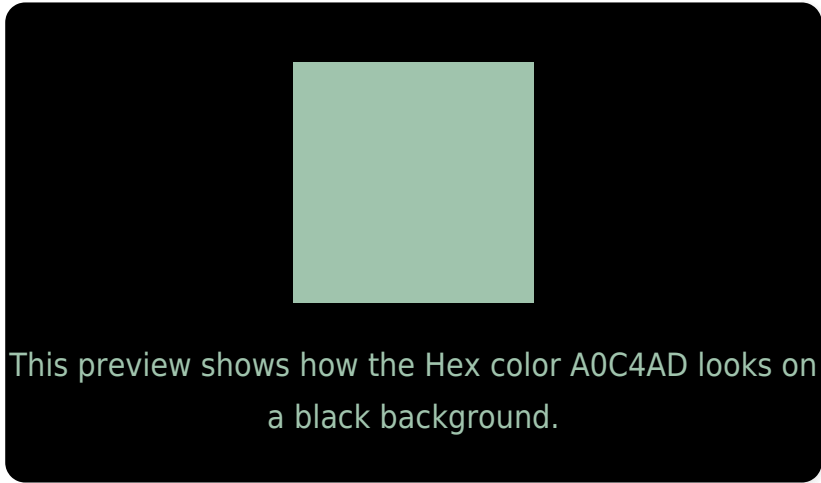 This preview shows how the Hex color A0C4AD looks on
a black background.